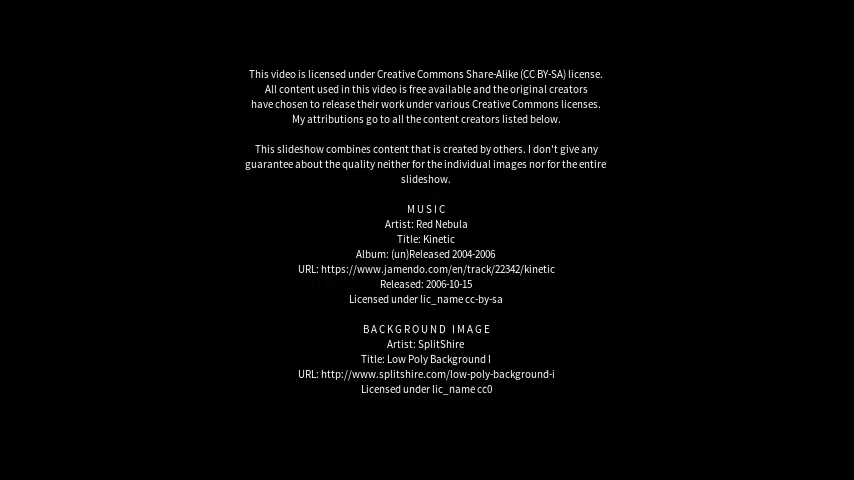 This video is licensed under Creative Commons Share-Alike (CC BY-SA) license.
All content used in this video is free available and the original creators
have chosen to release their work under various Creative Commons licenses.
My attributions go to all the content creators listed below.
This slideshow combines content that is created by others. I don't give any
guarantee about the quality neither for the individual images nor for the entire
slideshow.
MUSIC
Artist: Red Nebula
Title: Kinetic
Album: (un)Released 2004-2006
URL: https://www.jamendo.com/en/track/22342/kinetic
Released: 2006-10-15
Licensed under lic_name cc-by-sa
BACKGROUND IMAGE
Artist: SplitShire
Title: Low Poly Background I
URL: http://www.splitshire.com/low-poly-background-i
Licensed under lic_name cc0